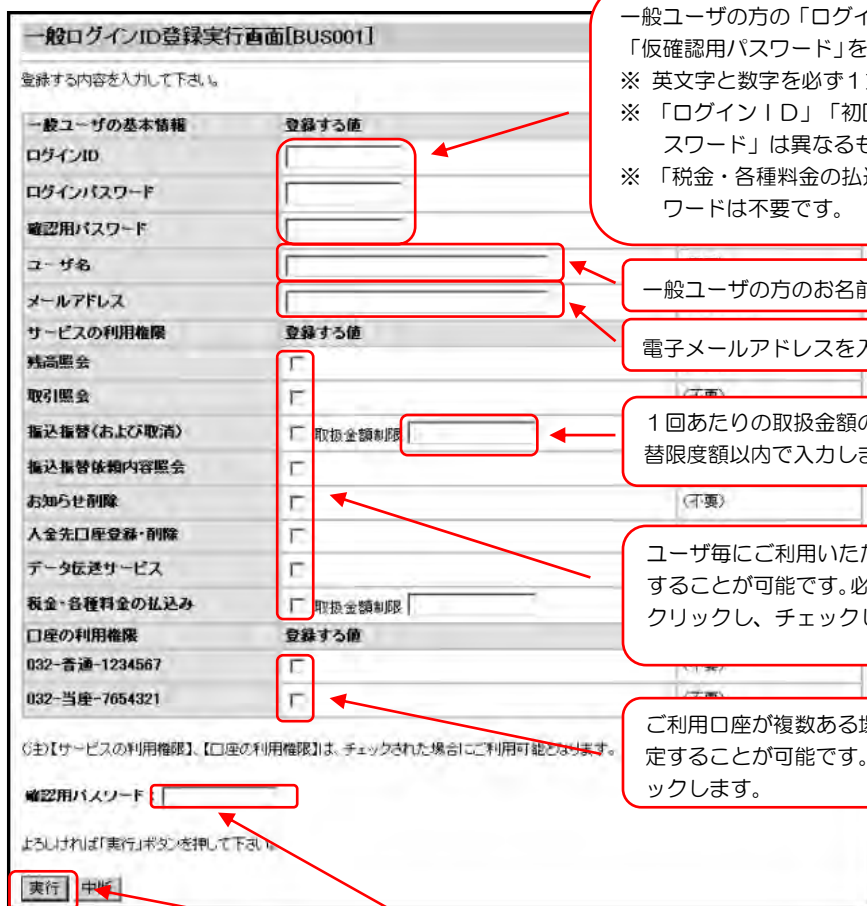 一般ログインID登録実行画面[BUS001]
登録する内容を入力して下さい。
一般ユーザの基本情報 登録する値
ログインID
ログインパスワード
確認用パスワード
ユーザ名
メールアドレス
サービスの利用権限 登録する値
残高照会
取引照会 (不要)
振込振替(および取消) 取扱金額制限
振込振替依頼内容照会
お知らせ削除 (不要)
入金先口座登録・削除
データ伝送サービス
税金・各種料金の払込み 取扱金額制限
口座の利用権限 登録する値
032-普通-1234567 (不要)
032-当座-7654321 (不要)
(注)【サービスの利用権限】、【口座の利用権限】は、チェックされた場合にご利用可能となります。
確認用パスワード:
よろしければ「実行」ボタンを押して下さい。
実行 中断
一般ユーザの方の「ログイ
「仮確認用パスワード」を
※ 英文字と数字を必ず1
※ 「ログインID」「初回
スワード」は異なるも
※ 「税金・各種料金の払込
ワードは不要です。
一般ユーザの方のお名前
電子メールアドレスを入
1回あたりの取扱金額の
替限度額以内で入力しま
ユーザ毎にご利用いただ
することが可能です。必
クリックし、チェックし
ご利用口座が複数ある場
定することが可能です。
ックします。